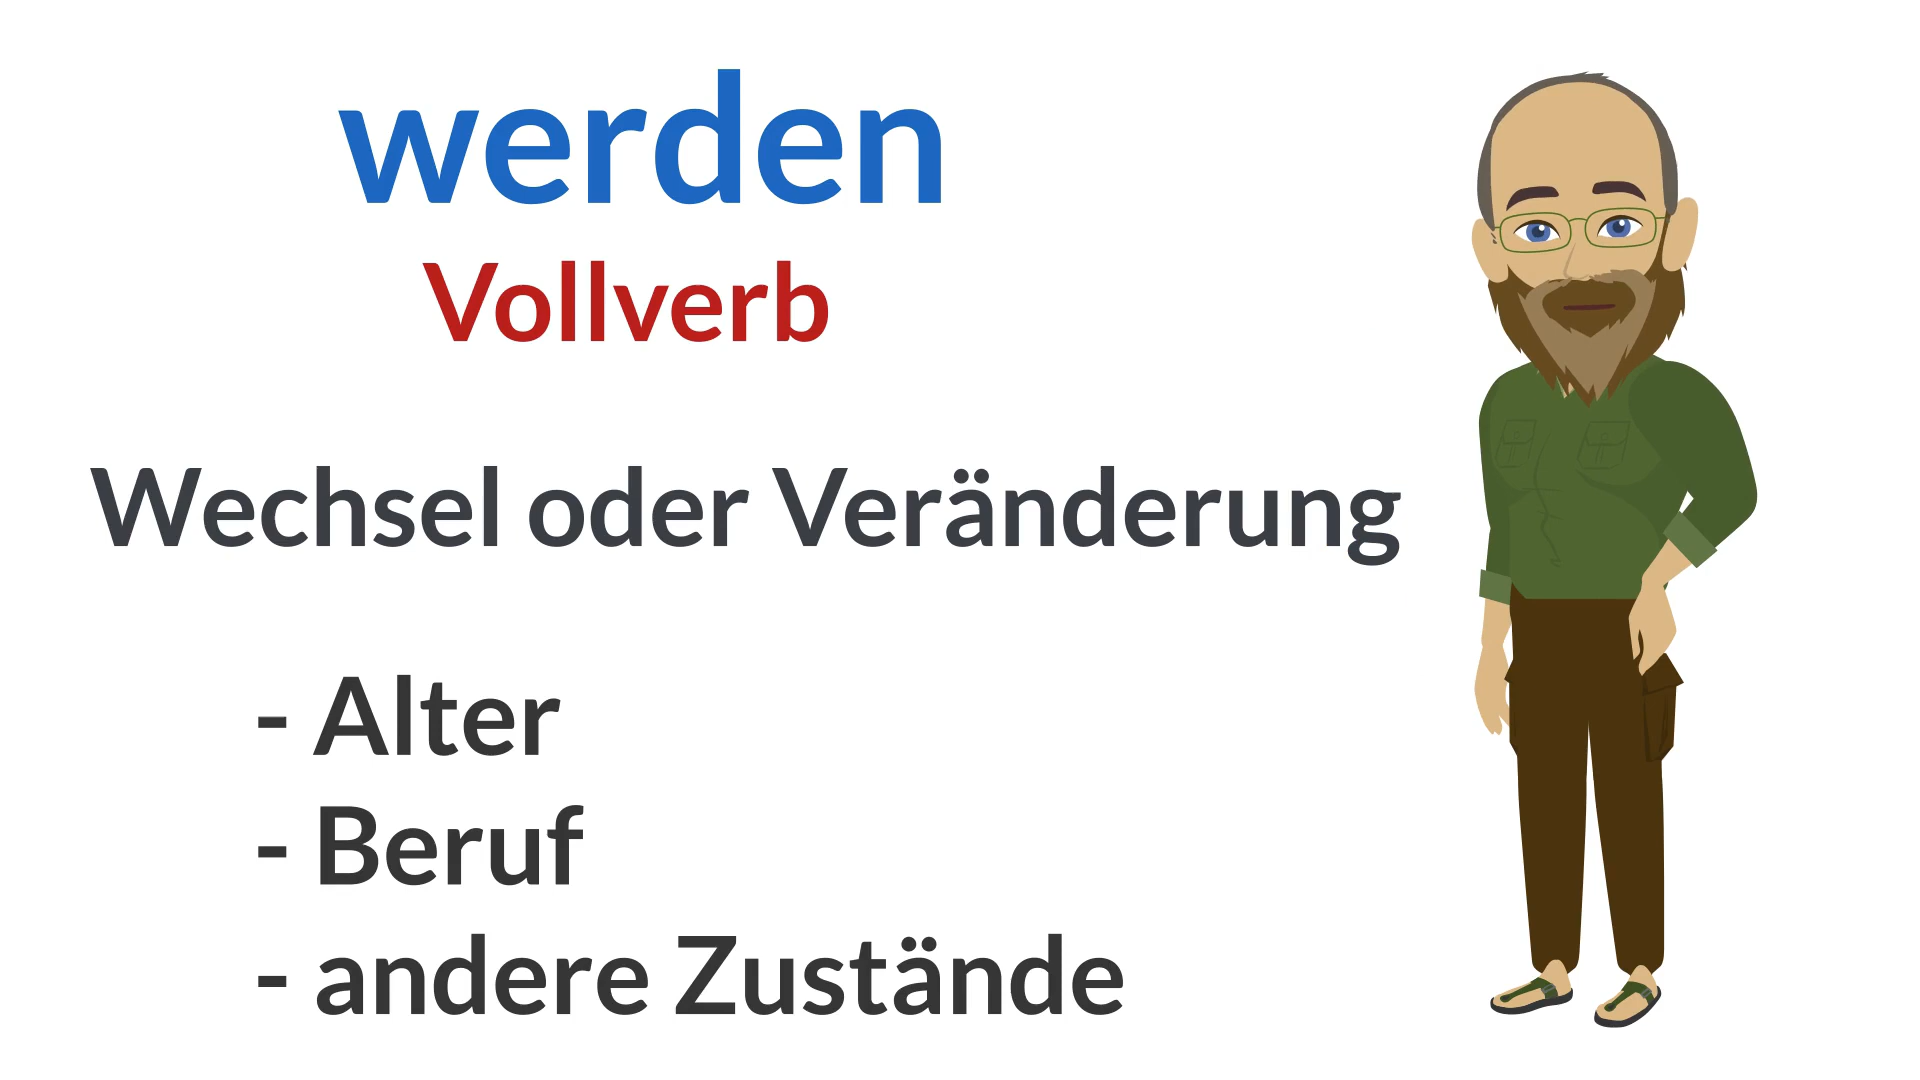 werden
Vollverb
Wechsel oder Veränderung
- Alter
- Beruf
- andere Zustände